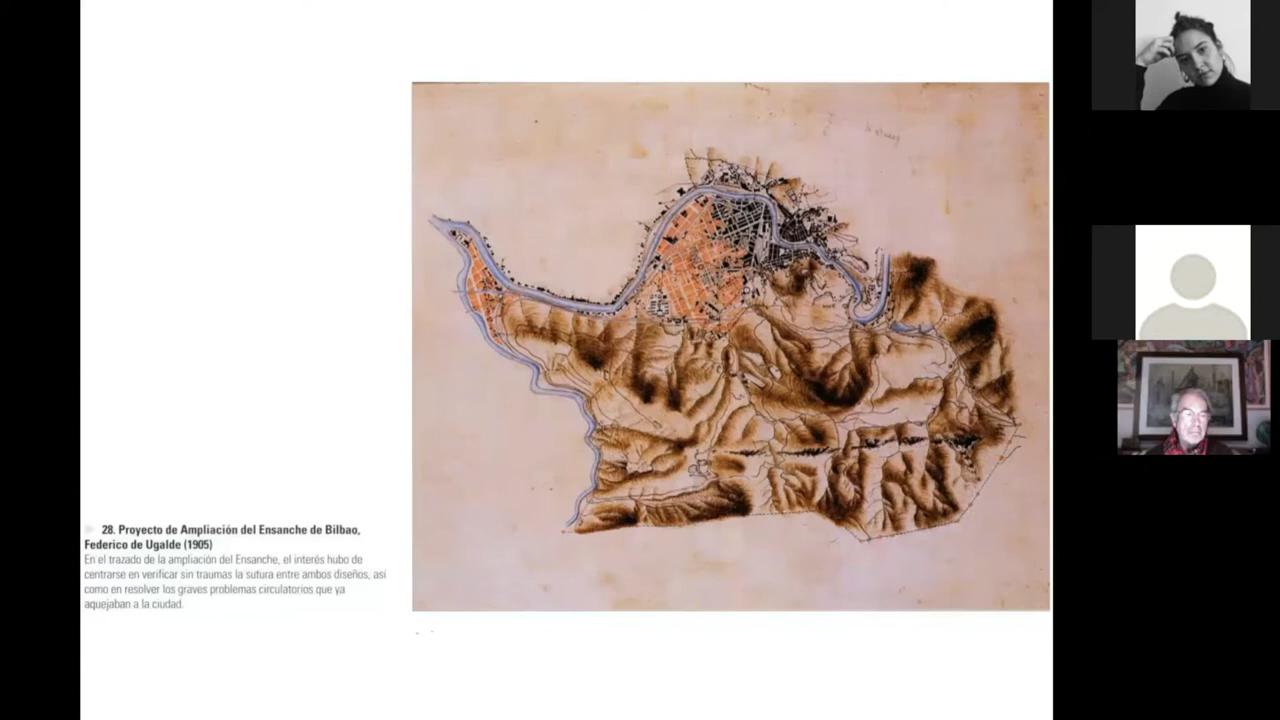 28. Proyecto de Ampliación del Ensanche de Bilbao,
Federico de Ugalde (1905)
En el trazado de la ampliación del Ensanche, el interés hubo de
centrarse en verificar sin traumas la sutura entre ambos diseños, así
como en resolver los graves problemas circulatorios que ya
aquejaban a la ciudad.